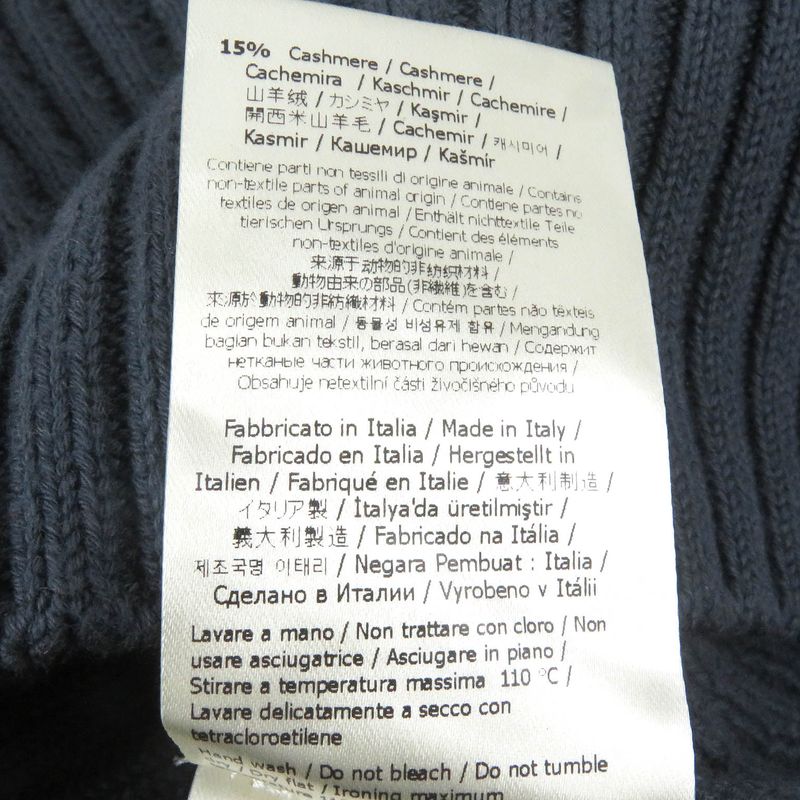 15% Cashmere / Cashmere /
Cachemira / Kaschmir / Cachemire /
山羊绒 / カシミヤ / Kaşmir /
開西米山羊毛 / Cachemir / 캐시미어 /
Kasmir / Кашемир / Kašmír
Contiene parti non tessili di origine animale / Contains
non-textile parts of animal origin / Contiene partes no
textiles de origen animal / Enthält nichttextile Teile
tierischen Ursprungs / Contient des éléments
non-textiles d'origine animale /
来源于动物的非纺织材料 /
動物由来の部品(非繊維)を含む /
來源於動物的非紡織材料 / Contém partes não têxteis
de origem animal / 동물성 비섬유제 함유 / Mengandung
bagian bukan tekstil, berasal dari hewan / Содержит
нетканые части животного происхождения /
Obsahuje netextilní části živočišného původu
Fabbricato in Italia / Made in Italy /
Fabricado en Italia / Hergestellt in
Italien / Fabriqué en Italie / 意大利制造 /
イタリア製 / İtalya'da üretilmiştir /
義大利製造 / Fabricado na Itália /
제조국명 이태리 / Negara Pembuat : Italia /
Сделано в Италии / Vyrobeno v Itálii
Lavare a mano / Non trattare con cloro / Non
usare asciugatrice / Asciugare in piano /
Stirare a temperatura massima 110 °C /
Lavare delicatamente a secco con
tetracloroetilene
Hand wash / Do not bleach / Do not tumble
dry / Dry flat / Ironing maximum